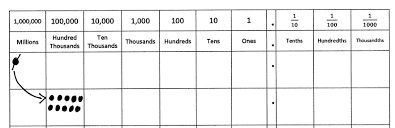 1,000,000 100,000 10,000 1,000 100 10 1 . 1/10 1/100 1/1000
Millions Hundred Thousands Ten Thousands Thousands Hundreds Tens Ones . Tenths Hundredths Thousandths
.